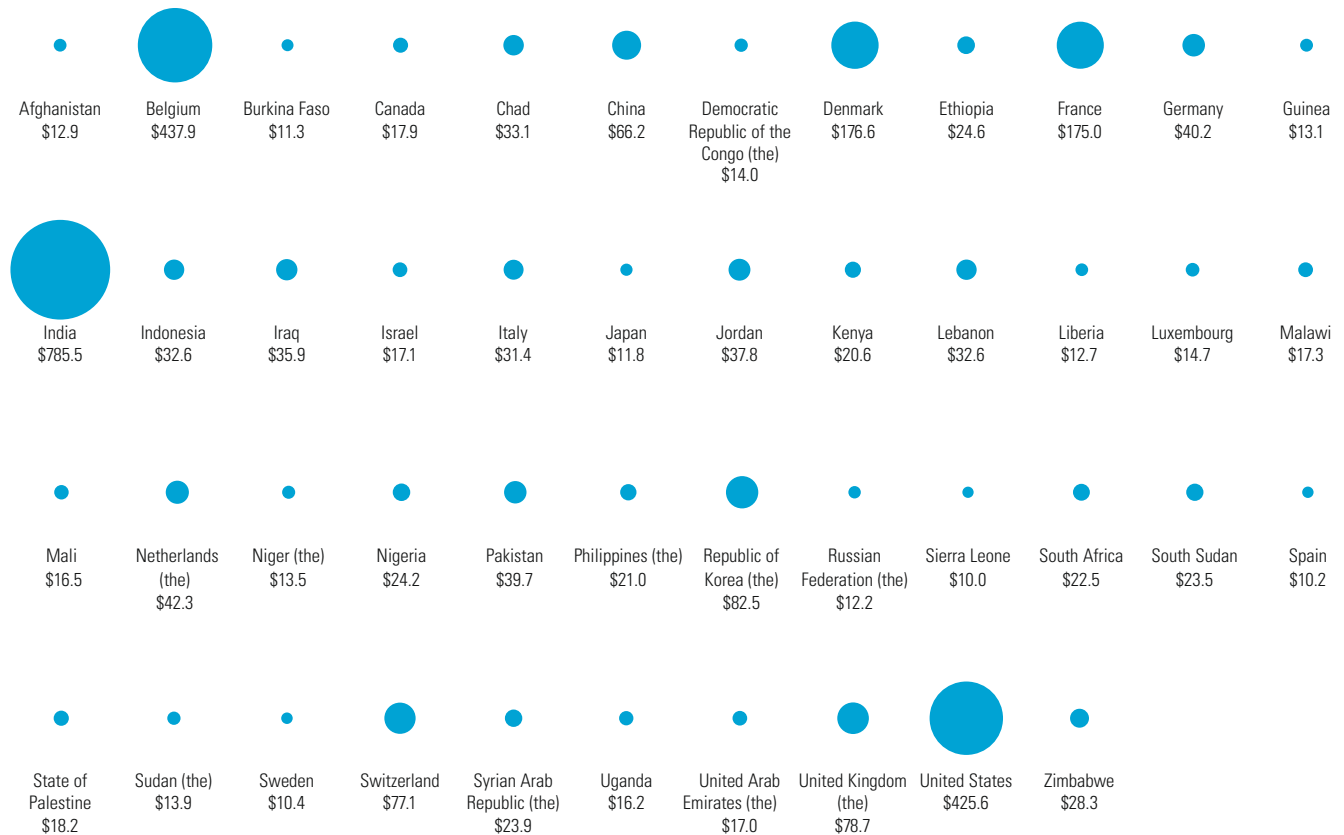 Afghanistan
$12.9
Belgium
$437.9
Burkina Faso
$11.3
Canada
$17.9
Chad
$33.1
China
$66.2
Democratic
Republic of the
Congo (the)
$14.0
Denmark
$176.6
Ethiopia
$24.6
France
$175.0
Germany
$40.2
Guinea
$13.1
India
$785.5
Indonesia
$32.6
Iraq
$35.9
Israel
$17.1
Italy
$31.4
Japan
$11.8
Jordan
$37.8
Kenya
$20.6
Lebanon
$32.6
Liberia
$12.7
Luxembourg
$14.7
Malawi
$17.3
Mali
$16.5
Netherlands
(the)
$42.3
Niger (the)
$13.5
Nigeria
$24.2
Pakistan
$39.7
Philippines (the)
$21.0
Republic of
Korea (the)
$82.5
Russian
Federation (the)
$12.2
Sierra Leone
$10.0
South Africa
$22.5
South Sudan
$23.5
Spain
$10.2
State of
Palestine
$18.2
Sudan (the)
$13.9
Sweden
$10.4
Switzerland
$77.1
Syrian Arab
Republic (the)
$23.9
Uganda
$16.2
United Arab
Emirates (the)
$17.0
United Kingdom
(the)
$78.7
United States
$425.6
Zimbabwe
$28.3